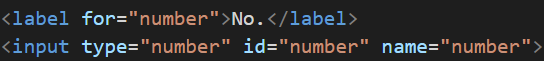 <label for="number">No.</label>
<input type="number" id="number" name="number">